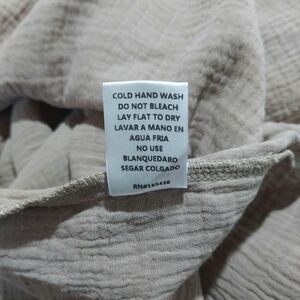 COLD HAND WASH
DO NOT BLEACH
LAY FLAT TO DRY
LAVAR A MANO EN
AGUA FRIA
NO USE
BLANQUEDARO
SEGAR COLGADO